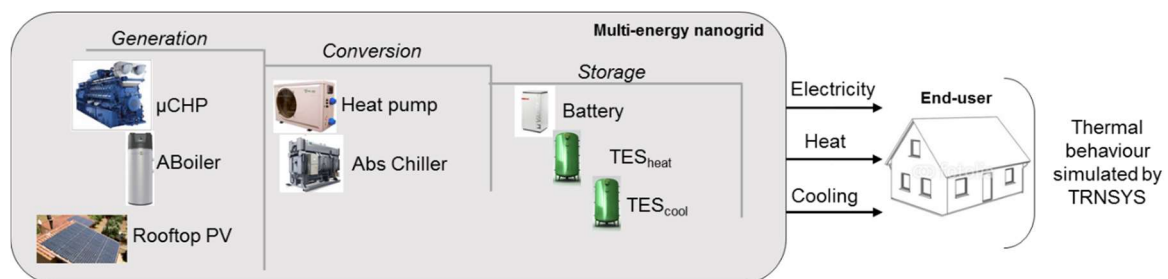 Multi-energy nanogrid
Generation
μCHP
ABoiler
Rooftop PV
Conversion
Heat pump
Abs Chiller
Storage
Battery
TESheat
TEScool
Electricity
Heat
Cooling
End-user
Thermal
behaviour
simulated by
TRNSYS